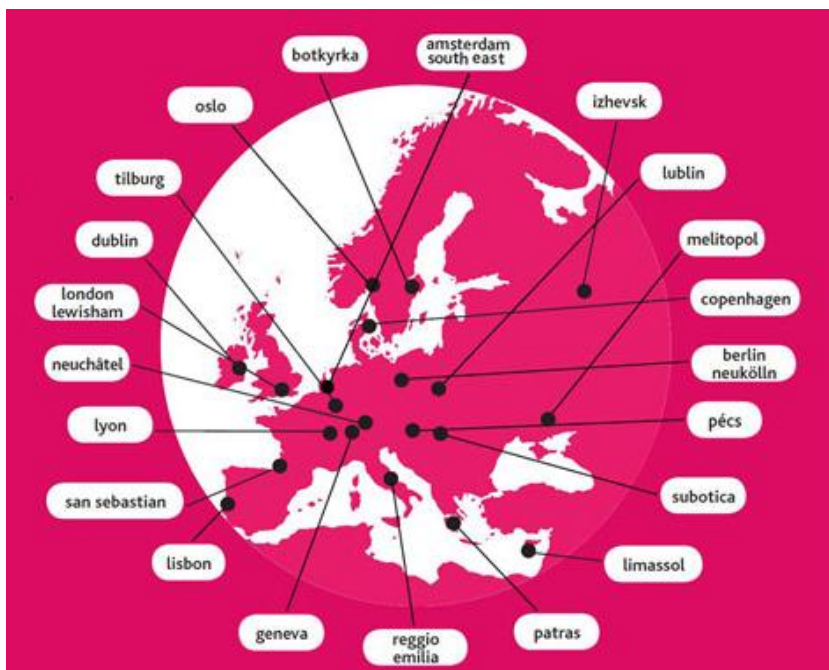 botkyrka
amsterdam
south east
oslo
izhevsk
tilburg
lublin
dublin
melitopol
london
lewisham
copenhagen
neuchâtel
berlin
neukölln
lyon
pécs
san sebastian
subotica
lisbon
limassol
geneva
reggio
emilia
patras